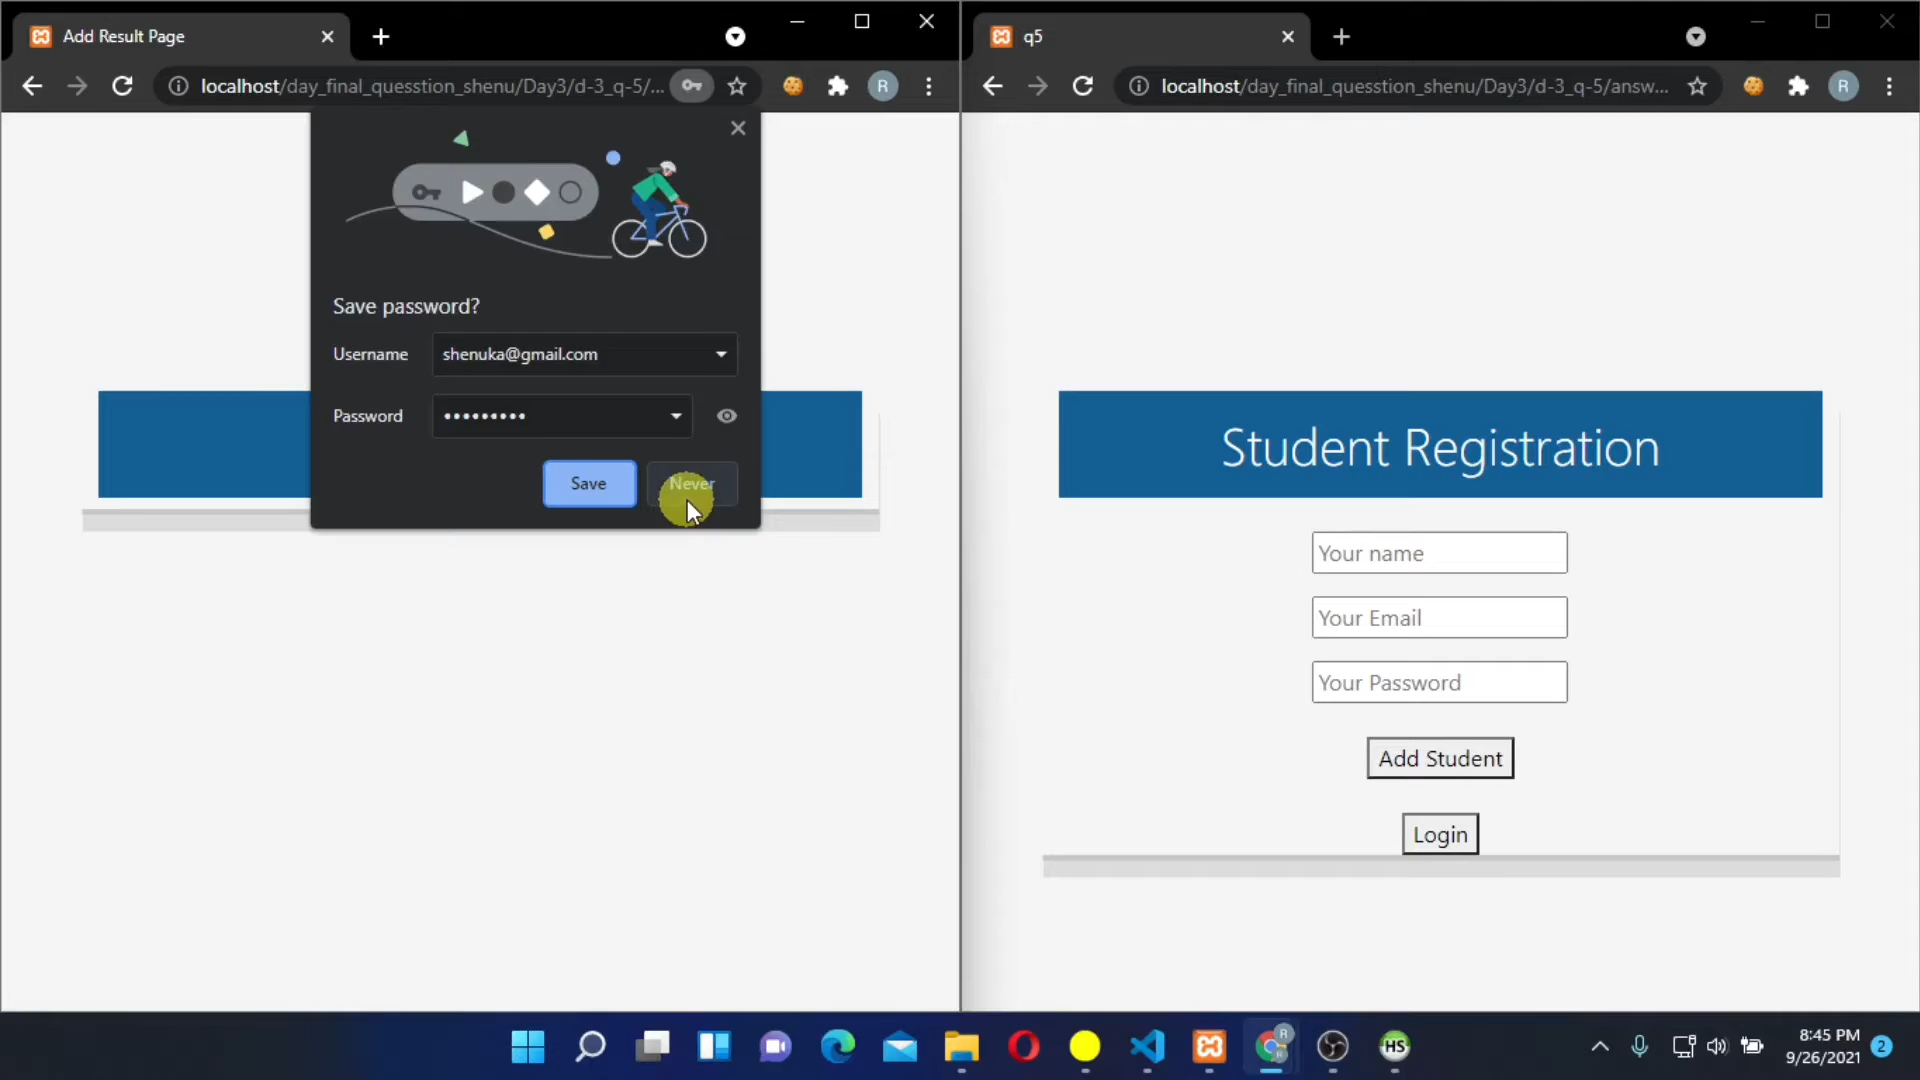 Add Result Page
localhost/day_final_quesstion_shenu/Day3/d-3_q-5/...
R
Save password?
Username
shenuka@gmail.com
Password
•••••••••
Save
Never
q5
localhost/day_final_quesstion_shenu/Day3/d-3_q-5/answ...
R
Student Registration
Your name
Your Email
Your Password
Add Student
Login
R
HS
8:45 PM
9/26/2021
2